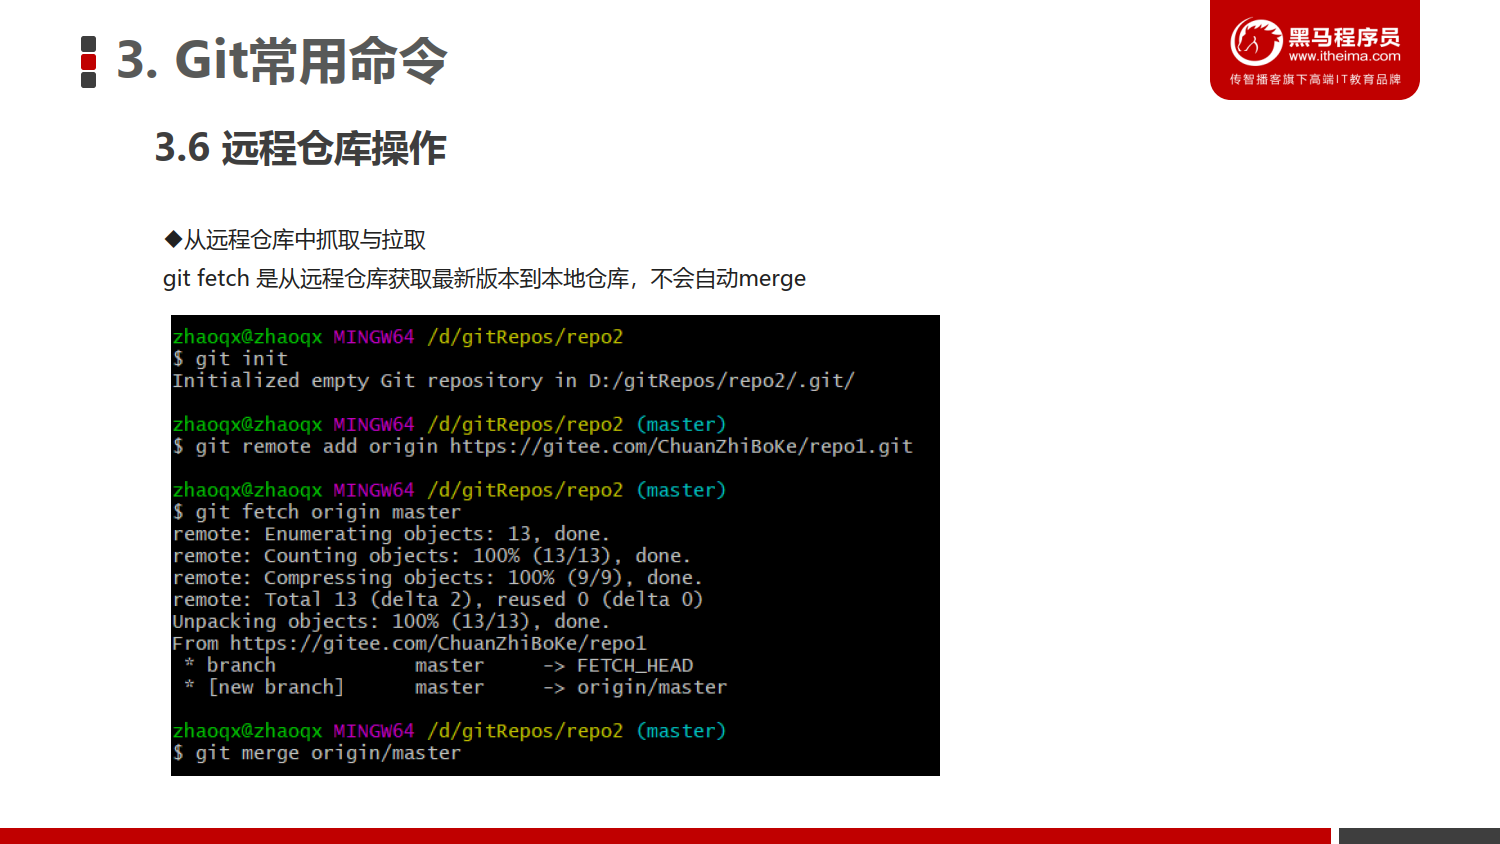 3. Git常用命令
黑马程序员
www.itheima.com
传智播客旗下高端IT教育品牌
3.6 远程仓库操作
◆从远程仓库中抓取与拉取
git fetch 是从远程仓库获取最新版本到本地仓库，不会自动merge
zhaoqx@zhaoqx MINGW64 /d/gitRepos/repo2
$ git init
Initialized empty Git repository in D:/gitRepos/repo2/.git/
zhaoqx@zhaoqx MINGW64 /d/gitRepos/repo2 (master)
$ git remote add origin https://gitee.com/ChuanZhiBoKe/repo1.git
zhaoqx@zhaoqx MINGW64 /d/gitRepos/repo2 (master)
$ git fetch origin master
remote: Enumerating objects: 13, done.
remote: Counting objects: 100% (13/13), done.
remote: Compressing objects: 100% (9/9), done.
remote: Total 13 (delta 2), reused 0 (delta 0)
Unpacking objects: 100% (13/13), done.
From https://gitee.com/ChuanZhiBoKe/repo1
 * branch            master     -> FETCH_HEAD
 * [new branch]      master     -> origin/master
zhaoqx@zhaoqx MINGW64 /d/gitRepos/repo2 (master)
$ git merge origin/master